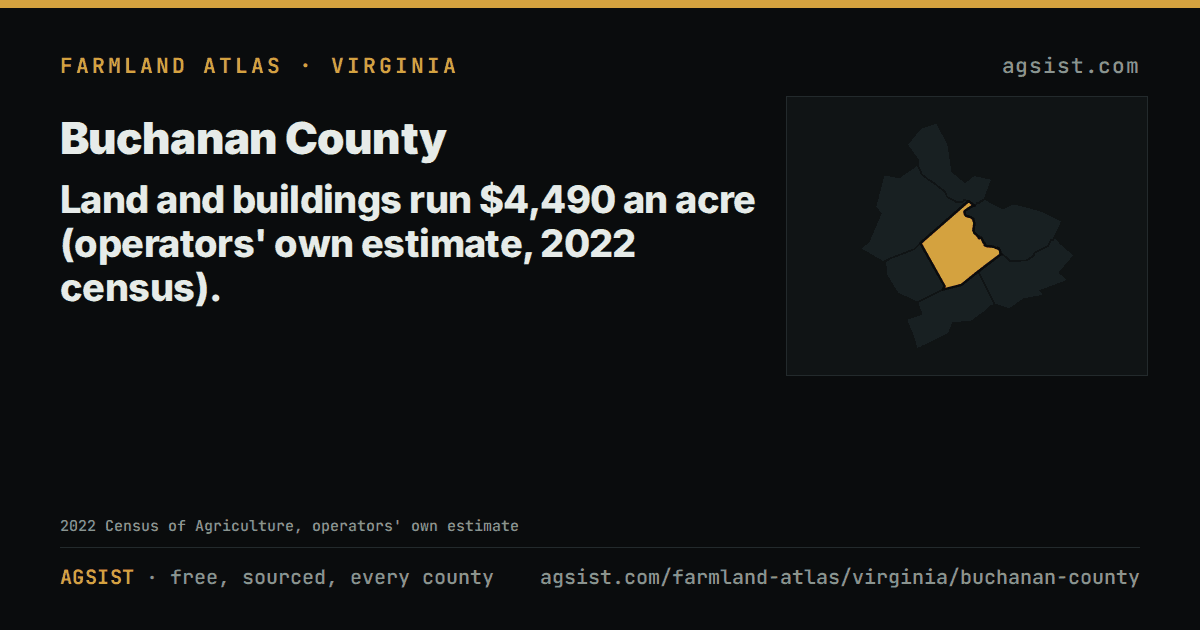 FARMLAND ATLAS · VIRGINIA
agsist.com
Buchanan County
Land and buildings run $4,490 an acre
(operators' own estimate, 2022
census).
2022 Census of Agriculture, operators' own estimate
AGSIST · free, sourced, every county
agsist.com/farmland-atlas/virginia/buchanan-county